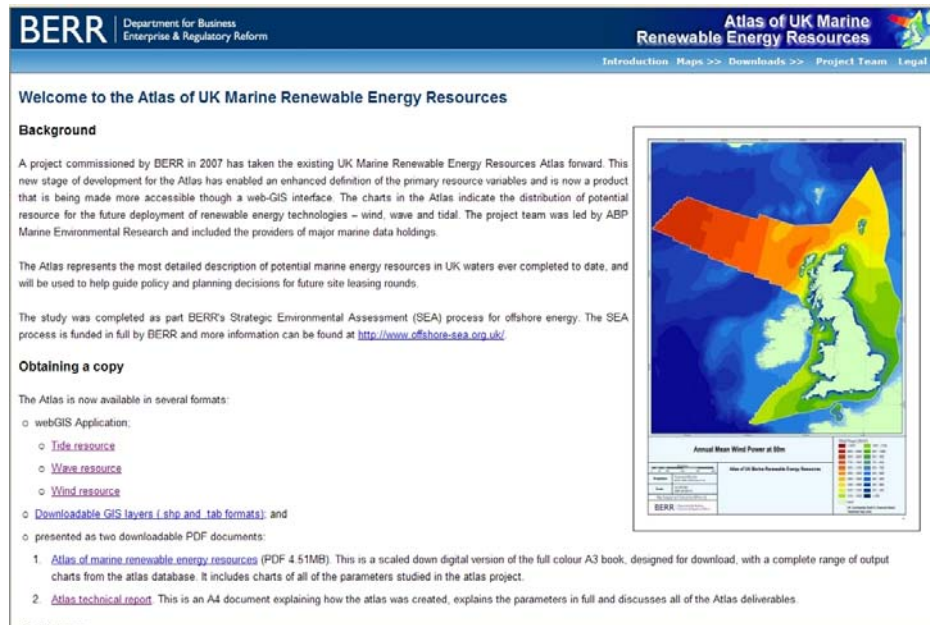 BERR
Department for Business
Enterprise & Regulatory Reform
Atlas of UK Marine
Renewable Energy Resources
Introduction Maps >> Downloads >> Project Team Legal
Welcome to the Atlas of UK Marine Renewable Energy Resources
Background
A project commissioned by BERR in 2007 has taken the existing UK Marine Renewable Energy Resources Atlas forward. This
new stage of development for the Atlas has enabled an enhanced definition of the primary resource variables and is now a product
that is being made more accessible though a web-GIS interface. The charts in the Atlas indicate the distribution of potential
resource for the future deployment of renewable energy technologies – wind, wave and tidal. The project team was led by ABP
Marine Environmental Research and included the providers of major marine data holdings.
The Atlas represents the most detailed description of potential marine energy resources in UK waters ever completed to date, and
will be used to help guide policy and planning decisions for future site leasing rounds.
The study was completed as part BERR's Strategic Environmental Assessment (SEA) process for offshore energy. The SEA
process is funded in full by BERR and more information can be found at http://www.offshore-sea.org.uk/.
Obtaining a copy
The Atlas is now available in several formats:
o webGIS Application;
o Tide resource
o Wave resource
o Wind resource
o Downloadable GIS layers (.shp and .tab formats); and
o presented as two downloadable PDF documents:
1. Atlas of marine renewable energy resources (PDF 4.51MB). This is a scaled down digital version of the full colour A3 book, designed for download, with a complete range of output
charts from the atlas database. It includes charts of all of the parameters studied in the atlas project.
2. Atlas technical report. This is an A4 document explaining how the atlas was created, explains the parameters in full and discusses all of the Atlas deliverables.
Annual Mean Wind Power at 80m
Atlas of UK Marine Renewable Energy Resources
BERR